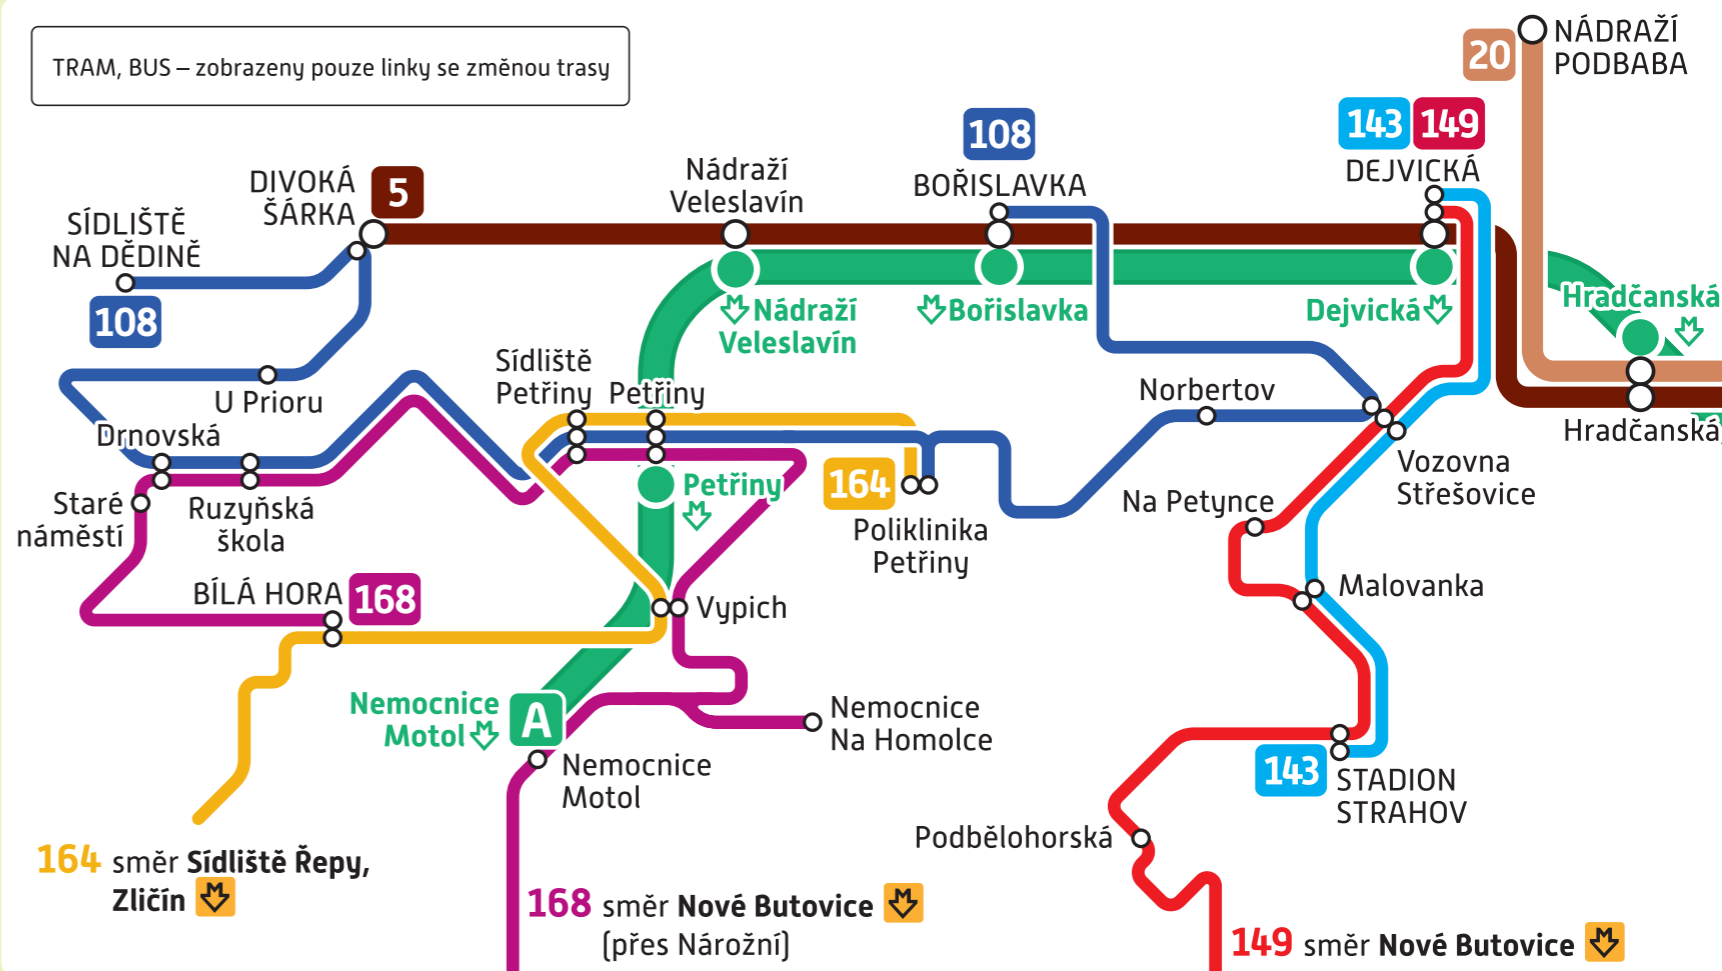 TRAM, BUS – zobrazeny pouze linky se změnou trasy
20
NÁDRAŽÍ
PODBABA
143 149
DEJVICKÁ
108
BOŘISLAVKA
Nádraží
Veleslavín
DIVOKÁ
ŠÁRKA
5
SÍDLIŠTĚ
NA DĚDINĚ
108
Nádraží
Veleslavín
Bořislavka
Dejvická
Hradčanská
Hradčanská
U Prioru
Sídliště
Petřiny
Petřiny
Norbertov
Drnovská
Staré
náměstí
Ruzyňská
škola
Petřiny
164
Poliklinika
Petřiny
Vozovna
Střešovice
Na Petynce
Malovanka
BÍLÁ HORA
168
Vypich
Nemocnice
Motol
A
Nemocnice
Na Homolce
Nemocnice
Motol
143
STADION
STRAHOV
Podbělohorská
164 směr Sídliště Řepy,
Zličín
168 směr Nové Butovice
(přes Nárožní)
149 směr Nové Butovice